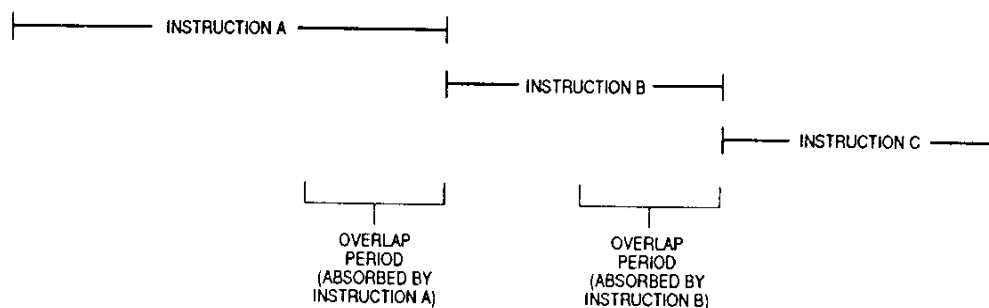 INSTRUCTION A
INSTRUCTION B
INSTRUCTION C
OVERLAP
PERIOD
(ABSORBED BY
INSTRUCTION A)
OVERLAP
PERIOD
(ABSORBED BY
INSTRUCTION B)